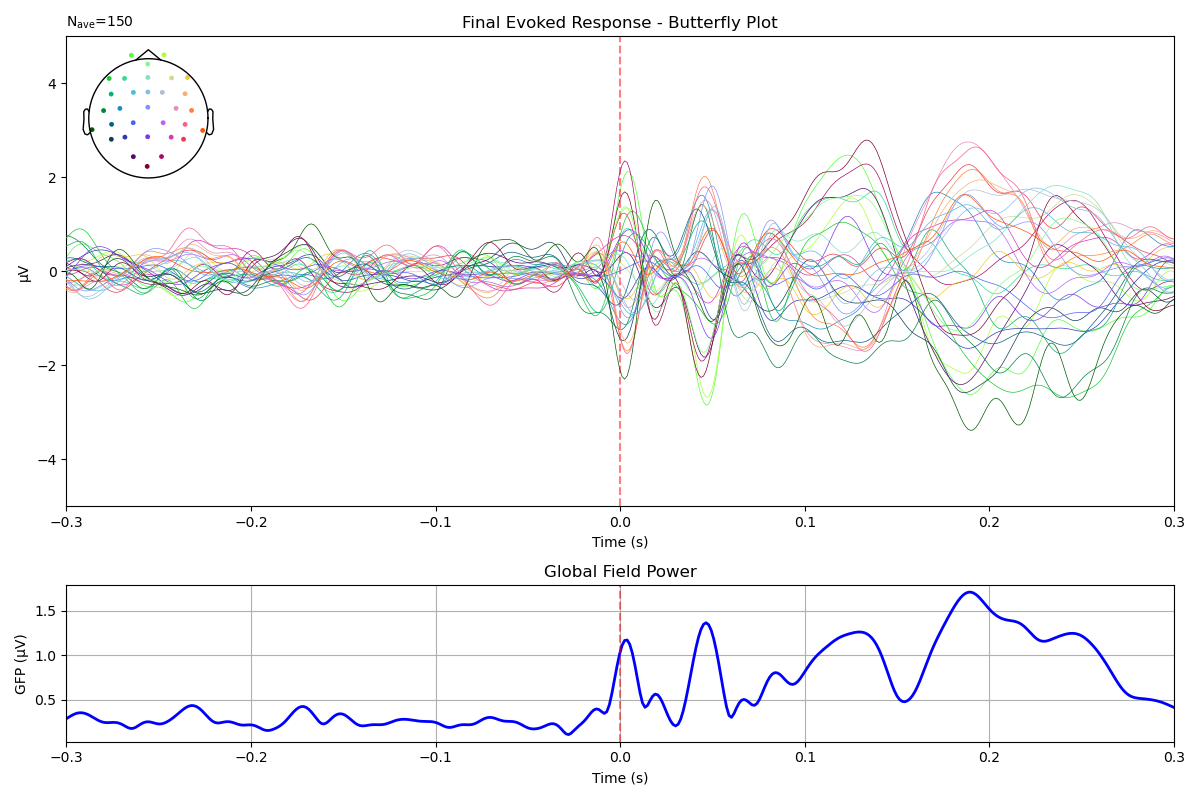 N_ave=150
Final Evoked Response - Butterfly Plot
µV
4
2
0
−2
−4
−0.3 −0.2 −0.1 0.0 0.1 0.2 0.3
Time (s)
Global Field Power
GFP (µV)
1.5
1.0
0.5
−0.3 −0.2 −0.1 0.0 0.1 0.2 0.3
Time (s)